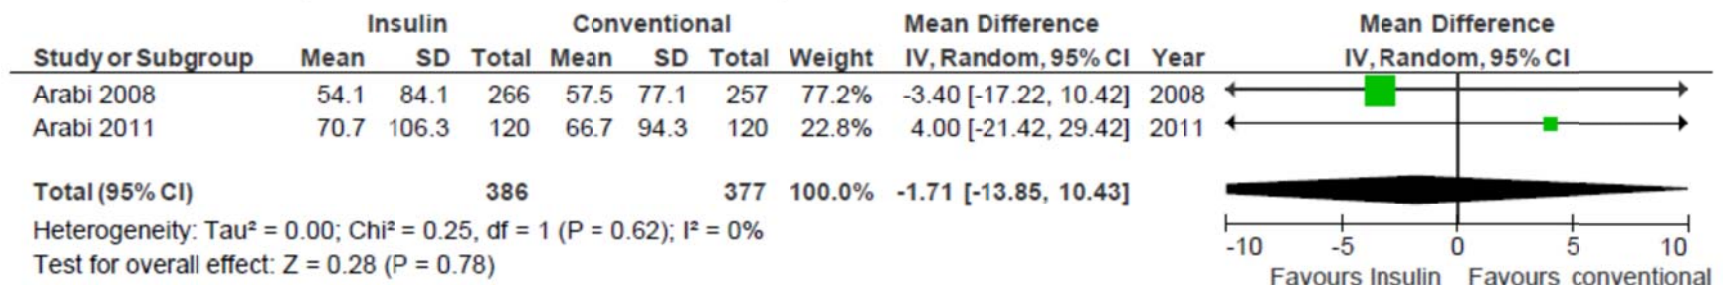 Insulin Conventional Mean Difference Mean Difference
Study or Subgroup Mean SD Total Mean SD Total Weight IV, Random, 95% CI Year IV, Random, 95% CI
Arabi 2008 54.1 84.1 266 57.5 77.1 257 77.2% -3.40 [-17.22, 10.42] 2008
Arabi 2011 70.7 106.3 120 66.7 94.3 120 22.8% 4.00 [-21.42, 29.42] 2011
Total (95% CI) 386 377 100.0% -1.71 [-13.85, 10.43]
Heterogeneity: Tau² = 0.00; Chi² = 0.25, df = 1 (P = 0.62); I² = 0%
Test for overall effect: Z = 0.28 (P = 0.78)
-10 -5 0 5 10
Favours Insulin Favours conventional